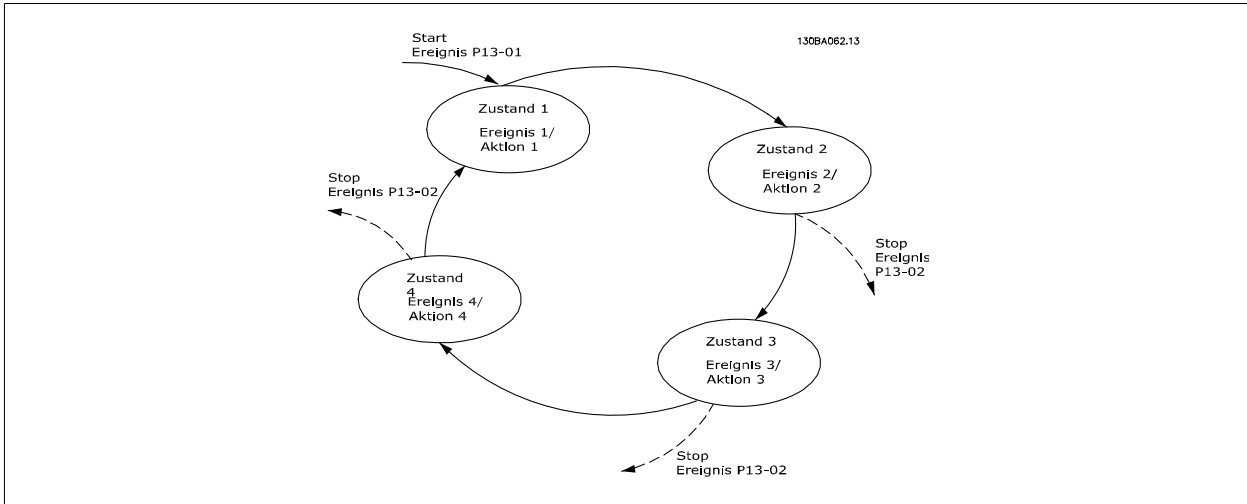 Start
Ereignis P13-01
130BA062.13
Zustand 1
Ereignis 1/
Aktion 1
Zustand 2
Ereignis 2/
Aktion 2
Stop
Ereignis P13-02
Stop
Ereignis
P13-02
Zustand
4
Ereignis 4/
Aktion 4
Zustand 3
Ereignis 3/
Aktion 3
Stop
Ereignis P13-02